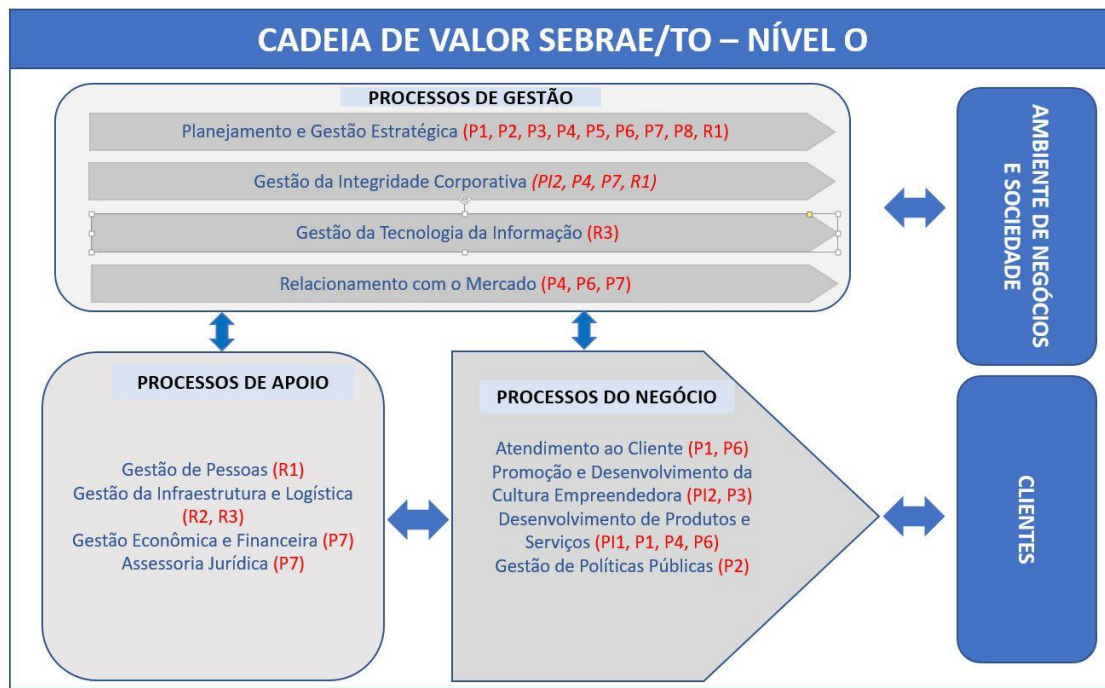 CADEIA DE VALOR SEBRAE/TO – NÍVEL O
PROCESSOS DE GESTÃO
Planejamento e Gestão Estratégica (P1, P2, P3, P4, P5, P6, P7, P8, R1)
Gestão da Integridade Corporativa (PI2, P4, P7, R1)
Gestão da Tecnologia da Informação (R3)
Relacionamento com o Mercado (P4, P6, P7)
AMBIENTE DE NEGÓCIOS
E SOCIEDADE
PROCESSOS DE APOIO
Gestão de Pessoas (R1)
Gestão da Infraestrutura e Logística
(R2, R3)
Gestão Econômica e Financeira (P7)
Assessoria Jurídica (P7)
PROCESSOS DO NEGÓCIO
Atendimento ao Cliente (P1, P6)
Promoção e Desenvolvimento da
Cultura Empreendedora (PI2, P3)
Desenvolvimento de Produtos e
Serviços (PI1, P1, P4, P6)
Gestão de Políticas Públicas (P2)
CLIENTES